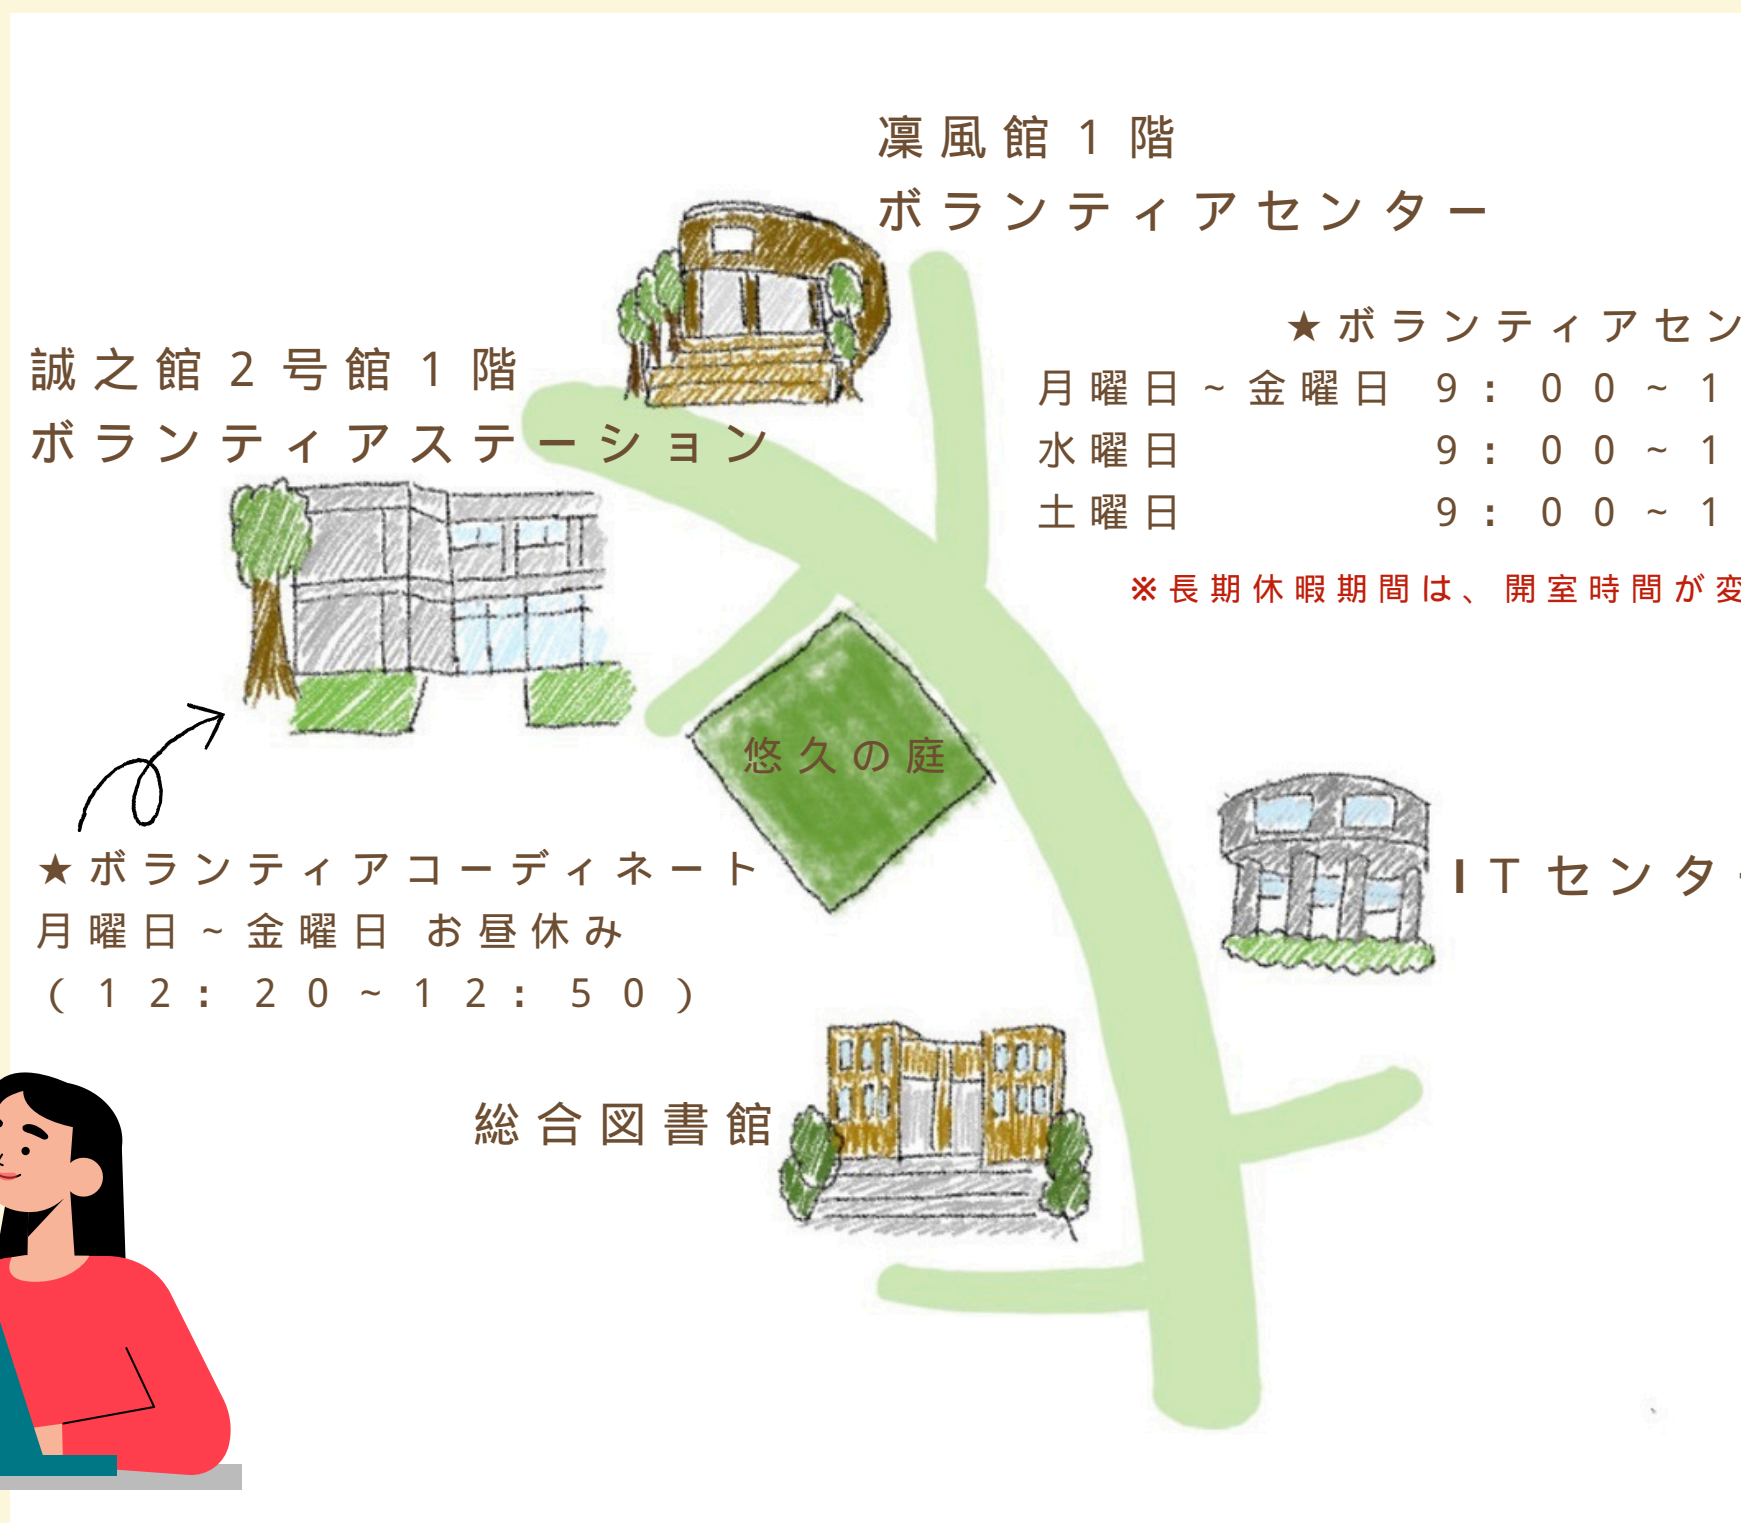 凜風館1階
ボランティアセンター
誠之館2号館1階
ボランティアステーション
★ボランティアセン
月曜日~金曜日 9:00~1
水曜日 9:00~1
土曜日 9:00~1
※長期休暇期間は、開室時間が変
悠久の庭
★ボランティアコーディネート
月曜日~金曜日 お昼休み
(12:20~12:50)
ITセンター
総合図書館